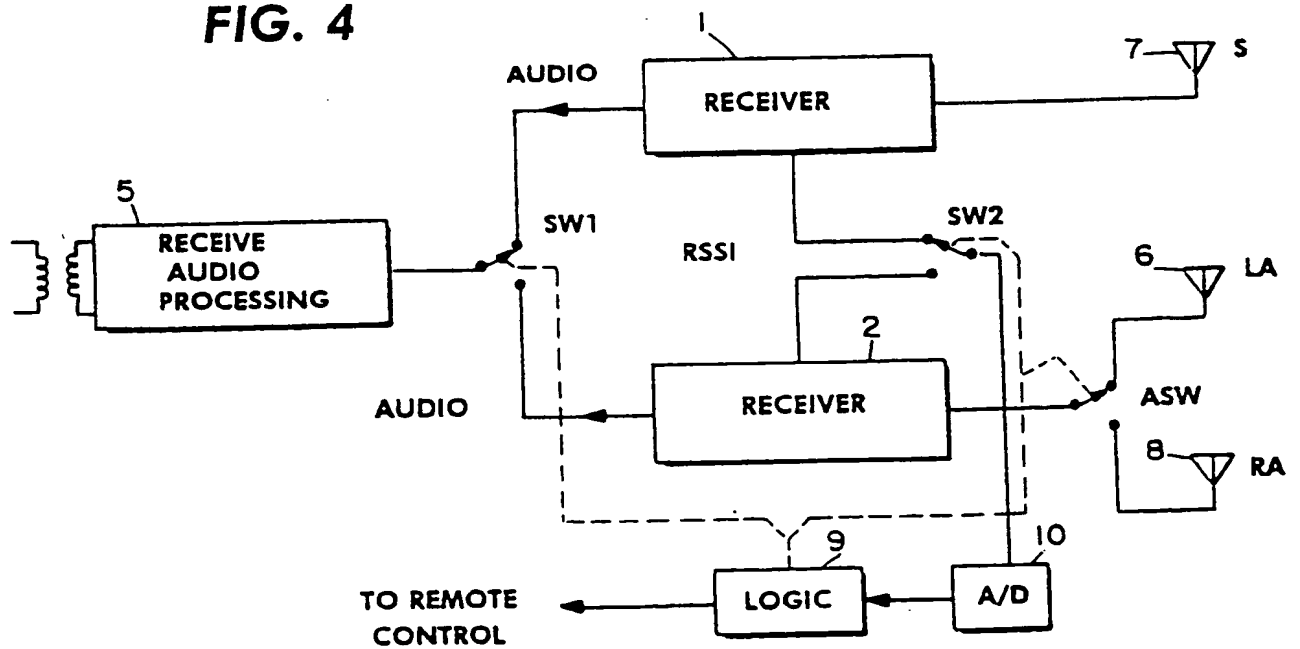 FIG. 4
1
7
S
AUDIO
RECEIVER
5
SW1
SW2
RECEIVE
AUDIO
PROCESSING
RSSI
6
LA
2
AUDIO
RECEIVER
ASW
8
RA
9
10
TO REMOTE
CONTROL
LOGIC
A/D